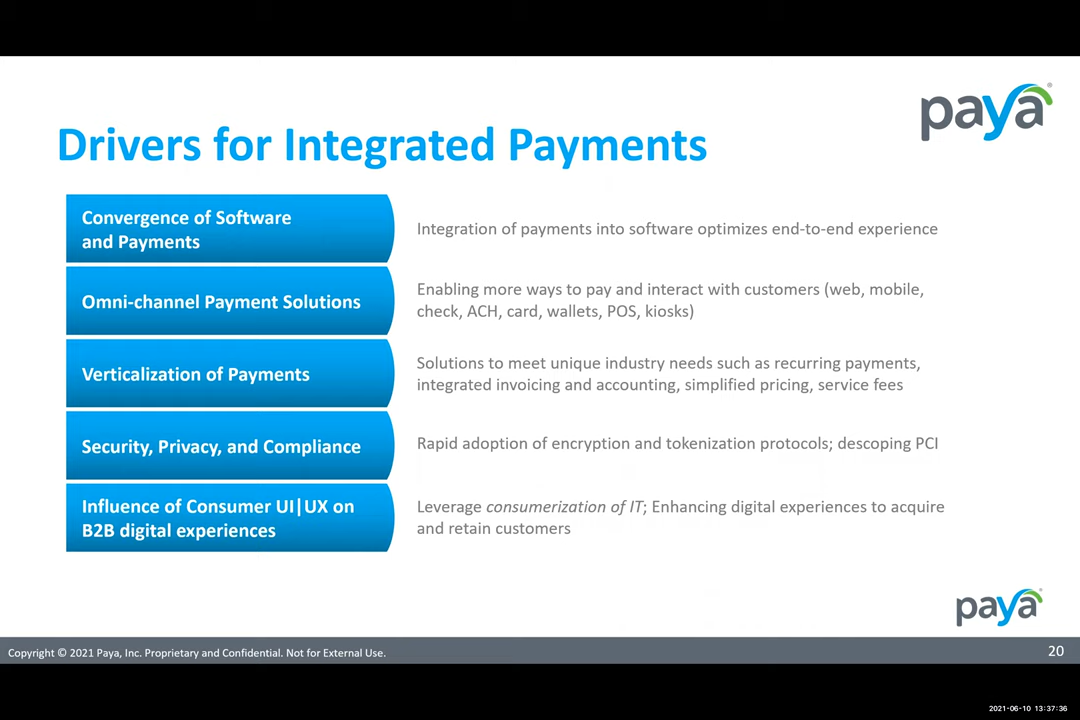 paya
Drivers for Integrated Payments
Convergence of Software
and Payments
Integration of payments into software optimizes end-to-end experience
Omni-channel Payment Solutions
Enabling more ways to pay and interact with customers (web, mobile,
check, ACH, card, wallets, POS, kiosks)
Verticalization of Payments
Solutions to meet unique industry needs such as recurring payments,
integrated invoicing and accounting, simplified pricing, service fees
Security, Privacy, and Compliance
Rapid adoption of encryption and tokenization protocols; descoping PCI
Influence of Consumer UI|UX on
B2B digital experiences
Leverage consumerization of IT; Enhancing digital experiences to acquire
and retain customers
paya
Copyright © 2021 Paya, Inc. Proprietary and Confidential. Not for External Use.
20
2021-06-10 13:37:36